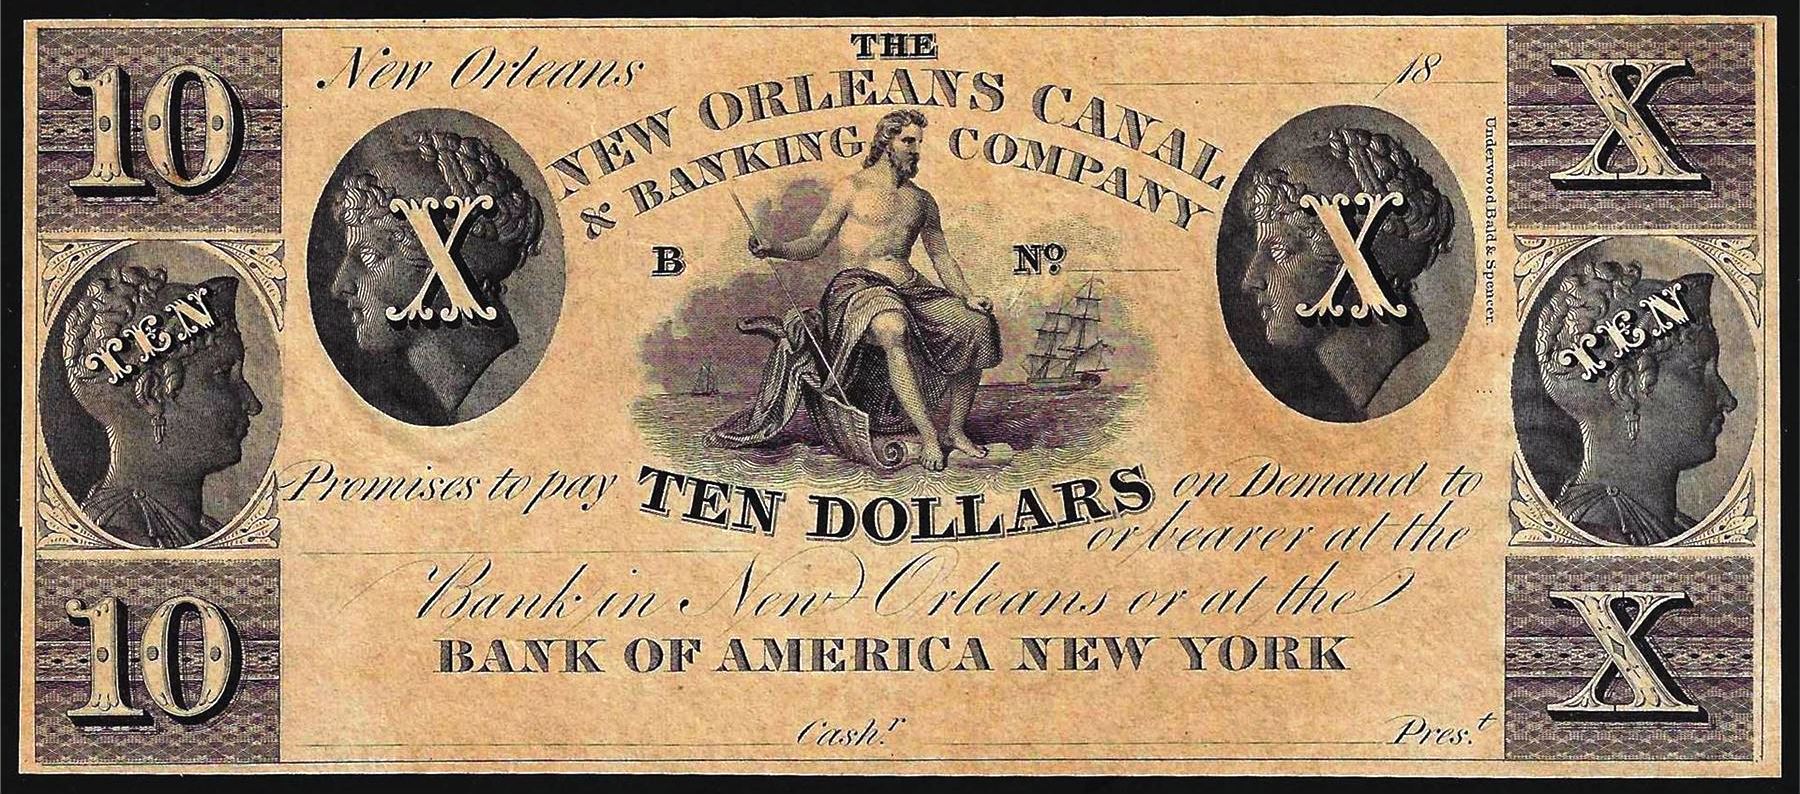 10
New Orleans
THE
18
X
NEW ORLEANS CANAL
& BANKING COMPANY
X
X
B
Nº
Underwood Bald & Spencer.
TEN
TEN
Promises to pay TEN DOLLARS on Demand to
or bearer at the
Bank in New Orleans or at the
BANK OF AMERICA NEW YORK
10
X
Cash.r
Pres.t